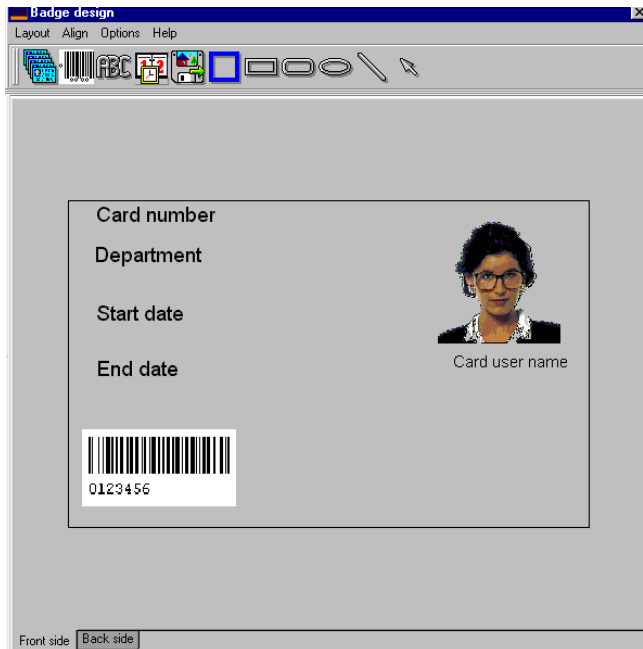 Badge design
Layout Align Options Help
ABC
Card number
Department
Start date
End date
Card user name
0123456
Front side Back side